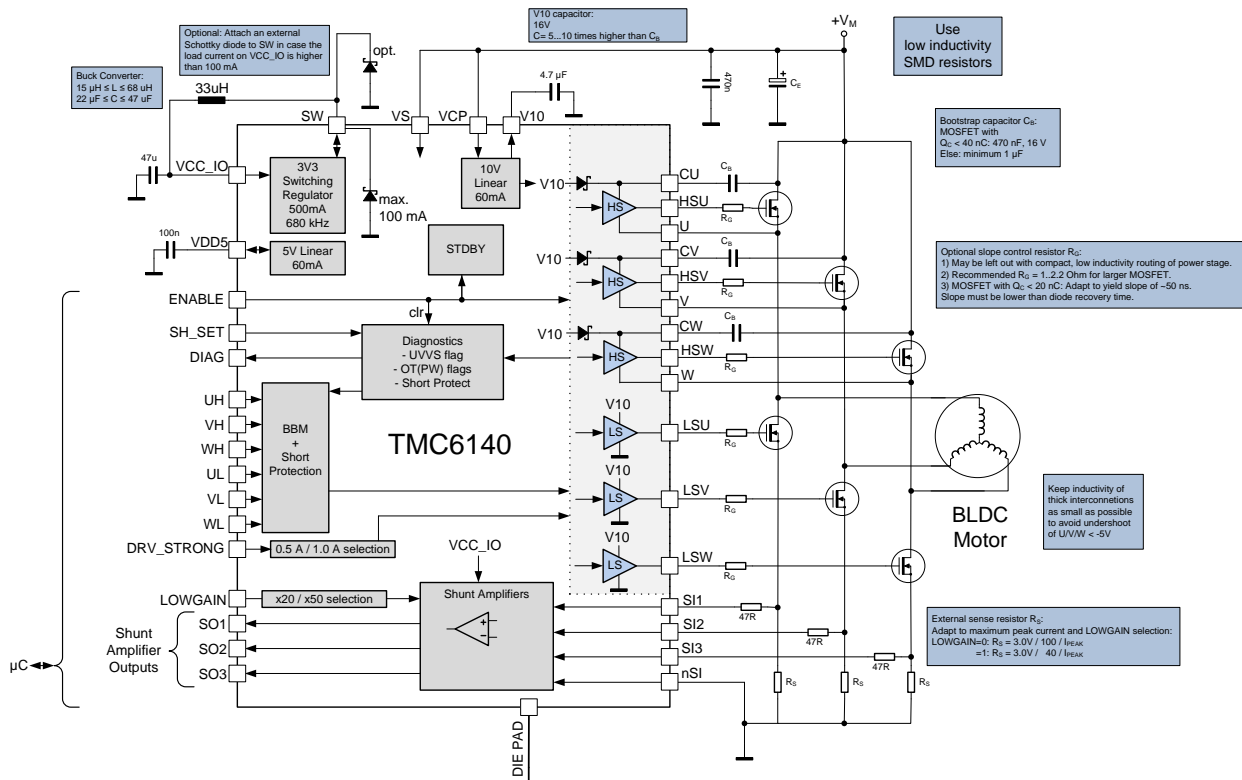 V10 capacitor:
16V
C= 5...10 times higher than CB
+VM
Use
low inductivity
SMD resistors
Optional: Attach an external
Schottky diode to SW in case the
load current on VCC_IO is higher
than 100 mA
opt.
Buck Converter:
15 µH ≤ L ≤ 68 uH
22 µF ≤ C ≤ 47 uF
33uH
4.7 µF
470n
+
CE
SW
VS
VCP
V10
Bootstrap capacitor CB:
MOSFET with
QC < 40 nC: 470 nF, 16 V
Else: minimum 1 µF
47u
VCC_IO
3V3
Switching
Regulator
500mA
680 kHz
max.
100 mA
10V
Linear
60mA
V10
CU
CB
HS
HSU
RG
U
100n
VDD5
5V Linear
60mA
STDBY
V10
CV
CB
HS
HSV
RG
V
Optional slope control resistor RG:
1) May be left out with compact, low inductivity routing of power stage.
2) Recommended RG = 1..2.2 Ohm for larger MOSFET.
3) MOSFET with QC < 20 nC: Adapt to yield slope of ~50 ns.
Slope must be lower than diode recovery time.
ENABLE
clr
SH_SET
DIAG
Diagnostics
- UVVS flag
- OT(PW) flags
- Short Protect
V10
CW
CB
HS
HSW
RG
W
UH
VH
WH
UL
VL
WL
BBM
+
Short
Protection
TMC6140
V10
LS
LSU
RG
V10
LS
LSV
RG
V10
LS
LSW
RG
BLDC
Motor
Keep inductivity of
thick interconnetions
as small as possible
to avoid undershoot
of U/V/W < -5V
DRV_STRONG
0.5 A / 1.0 A selection
VCC_IO
LOWGAIN
x20 / x50 selection
Shunt Amplifiers
+
-
SI1
47R
SI2
47R
SI3
47R
nSI
RS
RS
RS
External sense resistor RS:
Adapt to maximum peak current and LOWGAIN selection:
LOWGAIN=0: RS = 3.0V / 100 / IPEAK
=1: RS = 3.0V / 40 / IPEAK
SO1
SO2
SO3
Shunt
Amplifier
Outputs
µC
DIE PAD